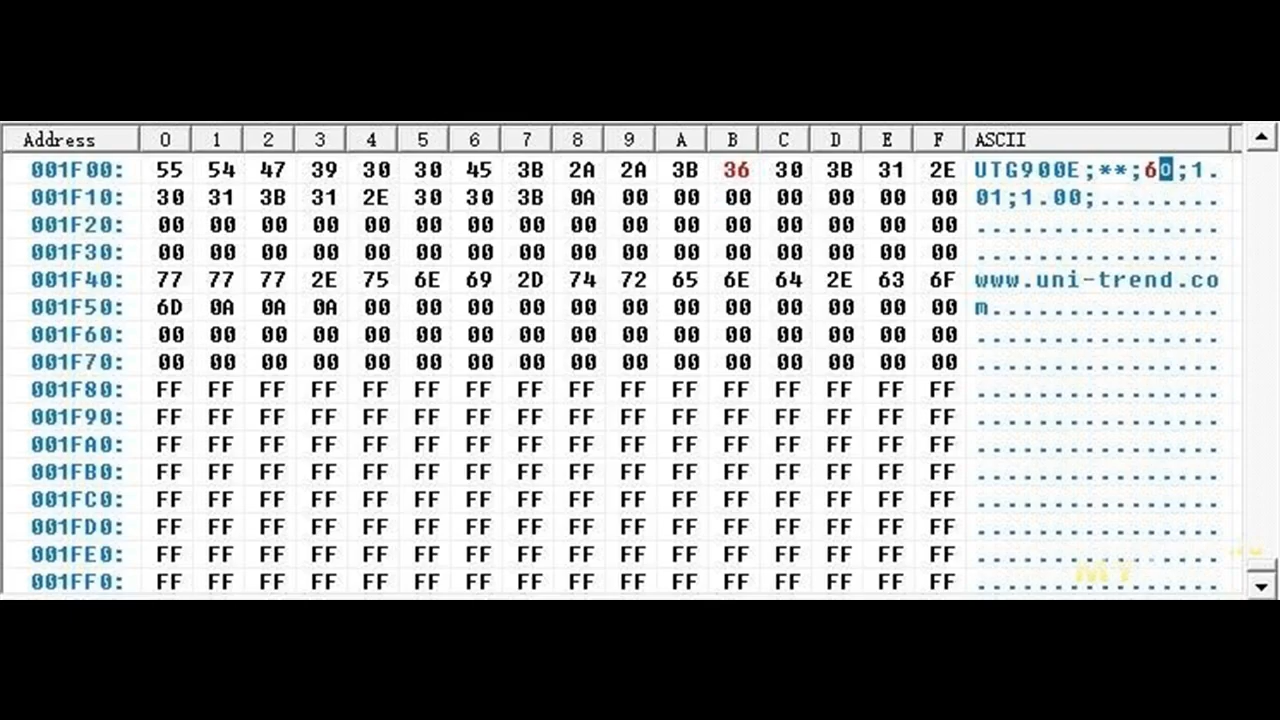 Address 0 1 2 3 4 5 6 7 8 9 A B C D E F ASCII
001F00: 55 54 47 39 30 30 45 3B 2A 2A 3B 36 30 3B 31 2E UTG900E;**;60;1.
001F10: 30 31 3B 31 2E 30 30 3B 0A 00 00 00 00 00 00 00 01;1.00;........
001F20: 00 00 00 00 00 00 00 00 00 00 00 00 00 00 00 00 ................
001F30: 00 00 00 00 00 00 00 00 00 00 00 00 00 00 00 00 ................
001F40: 77 77 77 2E 75 6E 69 2D 74 72 65 6E 64 2E 63 6F www.uni-trend.co
001F50: 6D 0A 0A 0A 00 00 00 00 00 00 00 00 00 00 00 00 m...............
001F60: 00 00 00 00 00 00 00 00 00 00 00 00 00 00 00 00 ................
001F70: 00 00 00 00 00 00 00 00 00 00 00 00 00 00 00 00 ................
001F80: FF FF FF FF FF FF FF FF FF FF FF FF FF FF FF FF ................
001F90: FF FF FF FF FF FF FF FF FF FF FF FF FF FF FF FF ................
001FA0: FF FF FF FF FF FF FF FF FF FF FF FF FF FF FF FF ................
001FB0: FF FF FF FF FF FF FF FF FF FF FF FF FF FF FF FF ................
001FC0: FF FF FF FF FF FF FF FF FF FF FF FF FF FF FF FF ................
001FD0: FF FF FF FF FF FF FF FF FF FF FF FF FF FF FF FF ................
001FE0: FF FF FF FF FF FF FF FF FF FF FF FF FF FF FF FF ................
001FF0: FF FF FF FF FF FF FF FF FF FF FF FF FF FF FF FF ................